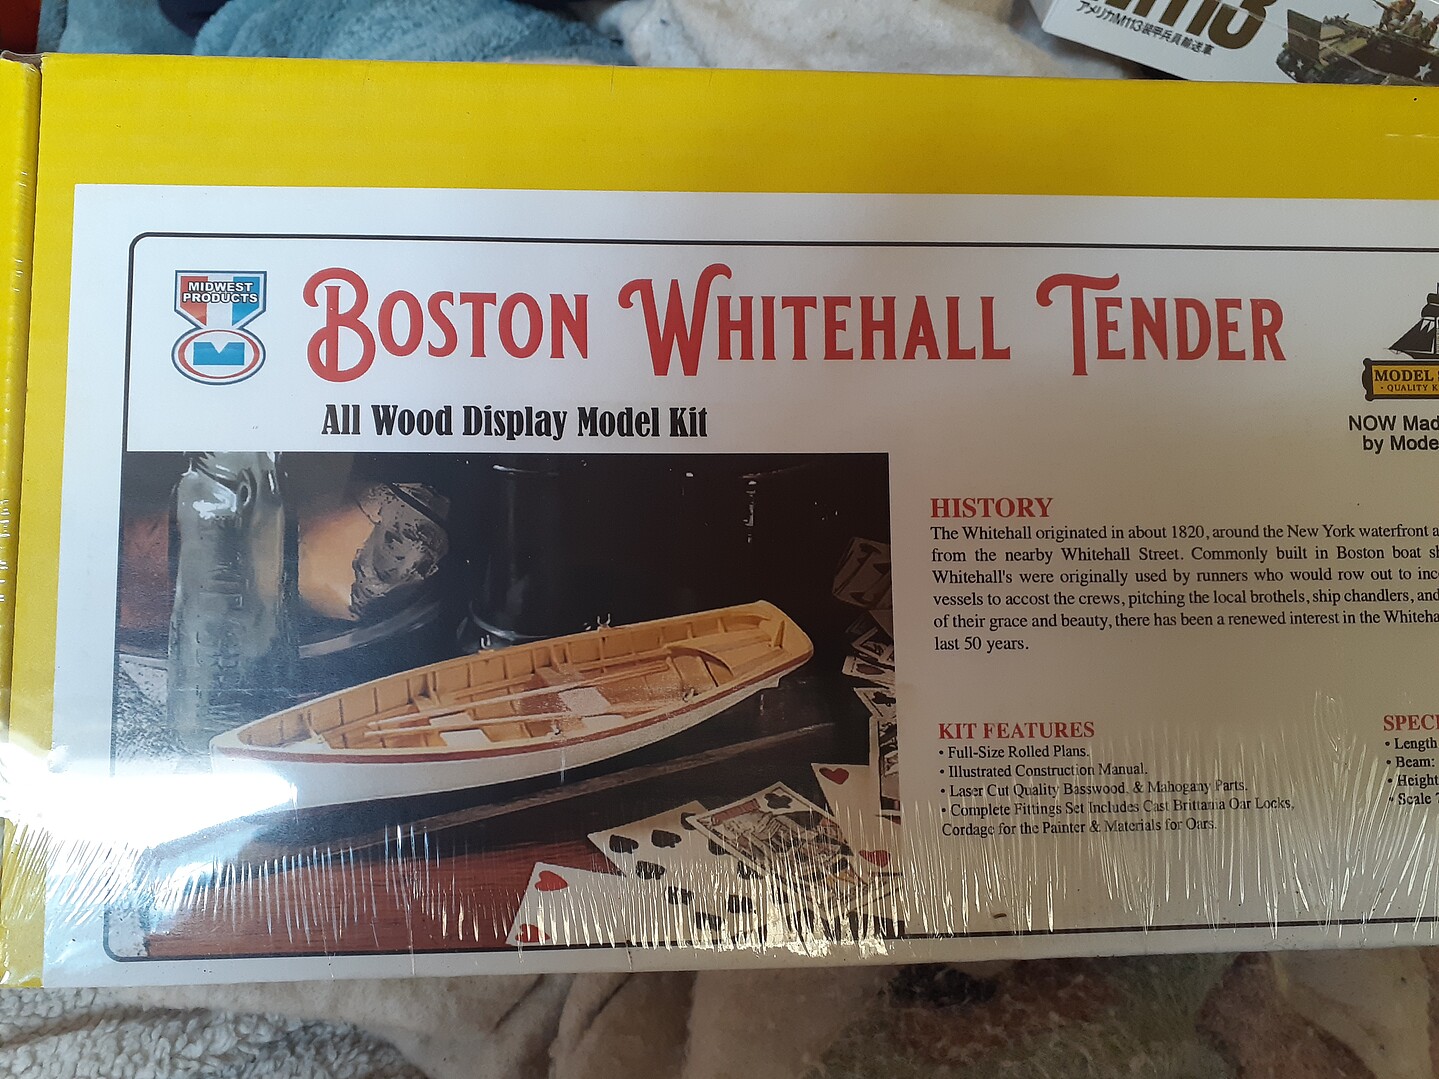 アメリカM113装甲兵員輸送車
MIDWEST
PRODUCTS
BOSTON WHITEHALL TENDER
All Wood Display Model Kit
MODEL
QUALITY
NOW
by
HISTORY
The Whitehall originated in about 1820, around the New York waterfront
from the nearby Whitehall Street. Commonly built in Boston boat
Whitehall's were originally used by runners who would row out to
vessels to accost the crews, pitching the local brothels, ship chandlers, and
of their grace and beauty, there has been a renewed interest in the
last 50 years.
KIT FEATURES
• Full-Size Rolled Plans.
• Illustrated Construction Manual.
• Laser Cut Quality Basswood, & Mahogany Parts.
• Complete Fittings Set Includes Cast Brittania Oar Locks,
Cordage for the Painter & Materials for Oars.
• Length
• Beam:
• Height
• Scale